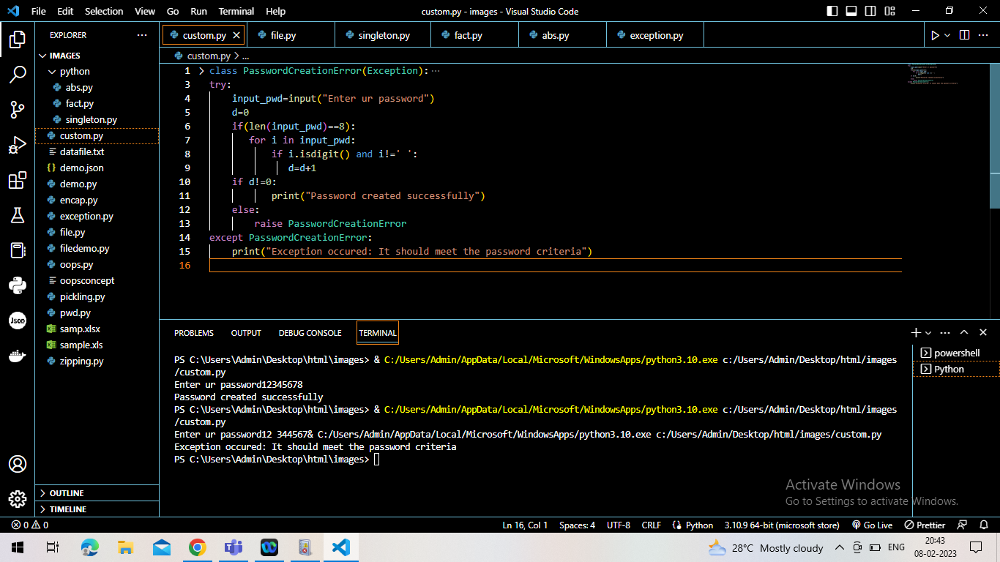 File Edit Selection View Go Run Terminal Help custom.py - images - Visual Studio Code
EXPLORER
IMAGES
python
abs.py
fact.py
singleton.py
custom.py
datafile.txt
demo.json
demo.py
encap.py
exception.py
file.py
filedemo.py
oops.py
oopsconcept
pickling.py
pwd.py
samp.xlsx
sample.xls
zipping.py
OUTLINE
TIMELINE
custom.py file.py singleton.py fact.py abs.py exception.py
custom.py > ...
1 class PasswordCreationError(Exception): ...
3 try:
4 input_pwd=input("Enter ur password")
5 d=0
6 if(len(input_pwd)==8):
7 for i in input_pwd:
8 if i.isdigit() and i!=' ':
9 d=d+1
10 if d!=0:
11 print("Password created successfully")
12 else:
13 raise PasswordCreationError
14 except PasswordCreationError:
15 print("Exception occured: It should meet the password criteria")
16
PROBLEMS OUTPUT DEBUG CONSOLE TERMINAL
PS C:\Users\Admin\Desktop\html\images> & C:/Users/Admin/AppData/Local/Microsoft/WindowsApps/python3.10.exe c:/Users/Admin/Desktop/html/images
/custom.py
Enter ur password12345678
Password created successfully
PS C:\Users\Admin\Desktop\html\images> & C:/Users/Admin/AppData/Local/Microsoft/WindowsApps/python3.10.exe c:/Users/Admin/Desktop/html/images
/custom.py
Enter ur password12 344567& C:/Users/Admin/AppData/Local/Microsoft/WindowsApps/python3.10.exe c:/Users/Admin/Desktop/html/images/custom.py
Exception occured: It should meet the password criteria
PS C:\Users\Admin\Desktop\html\images>
powershell
Python
Activate Windows
Go to Settings to activate Windows.
Json
0 0 Ln 16, Col 1 Spaces: 4 UTF-8 CRLF Python 3.10.9 64-bit (microsoft store) Go Live Prettier
28°C Mostly cloudy ENG 20:43
08-02-2023